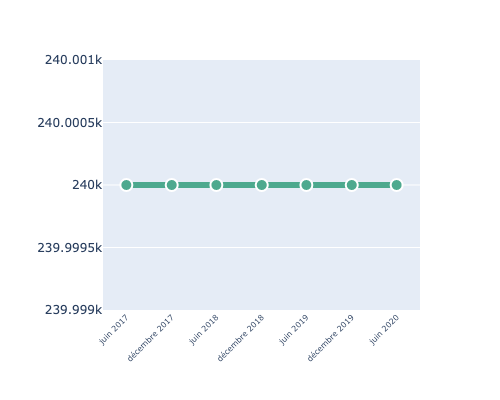 240.001k
240.0005k
240k
239.9995k
239.999k
juin 2017
décembre 2017
juin 2018
décembre 2018
juin 2019
décembre 2019
juin 2020